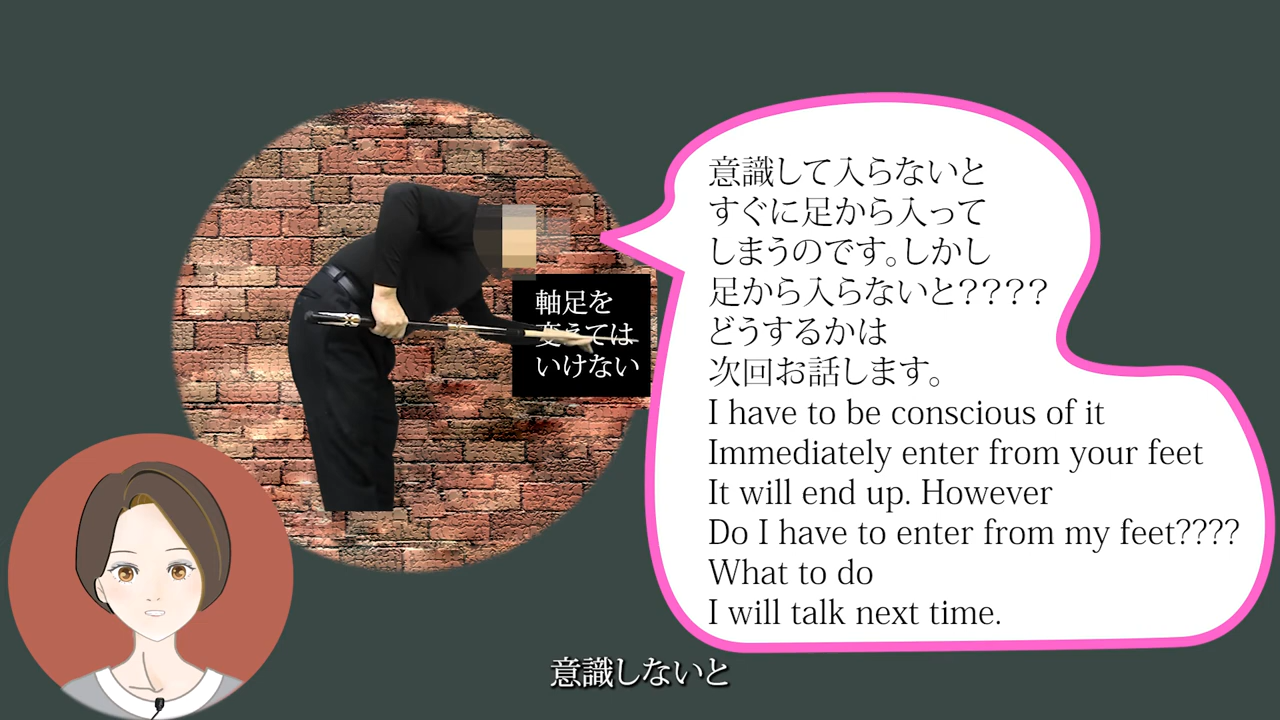 軸足を
変えては
いけない
意識して入らないと
すぐに足から入って
しまうのです。しかし
足から入らないと????
どうするかは
次回お話します。
I have to be conscious of it
Immediately enter from your feet
It will end up. However
Do I have to enter from my feet????
What to do
I will talk next time.
意識しないと